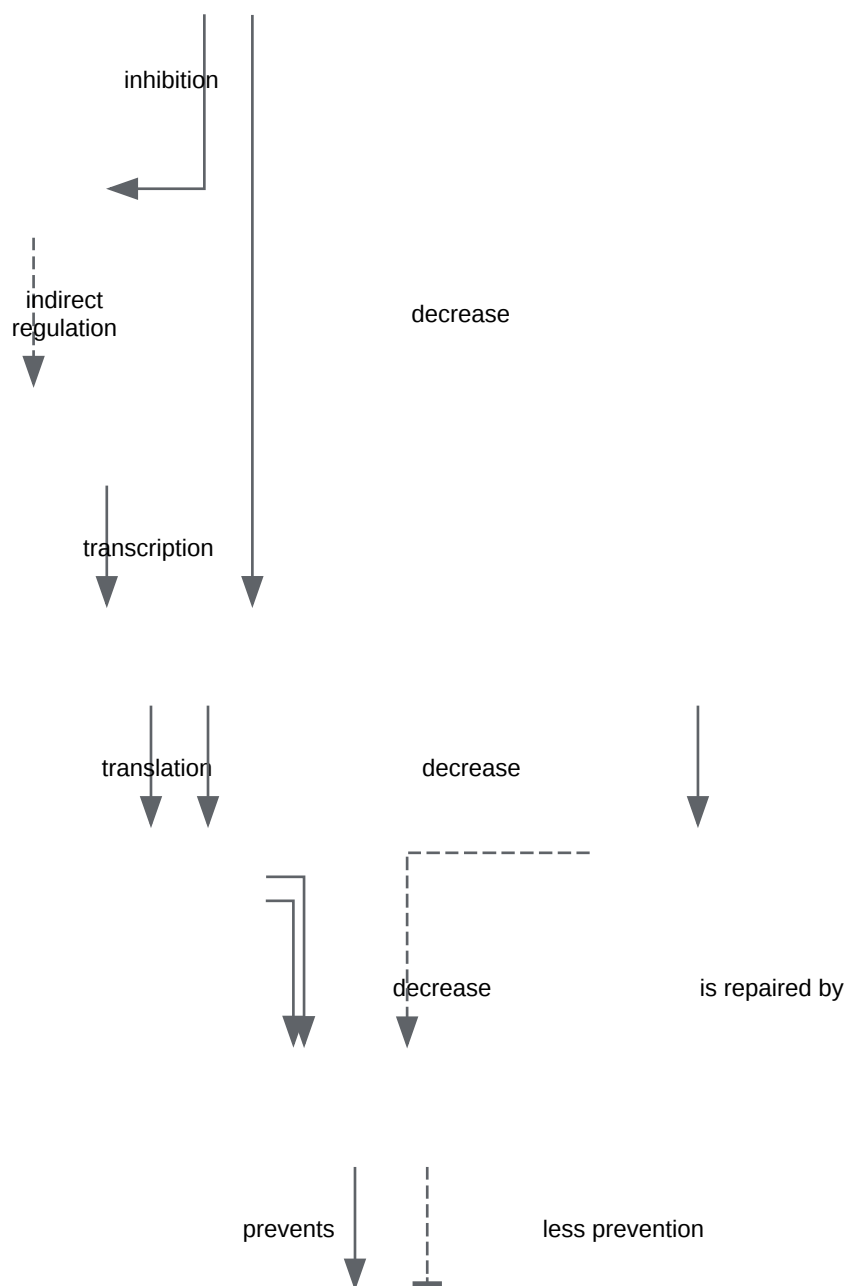 inhibition
indirect
regulation
decrease
transcription
translation
decrease
decrease
is repaired by
prevents
less prevention